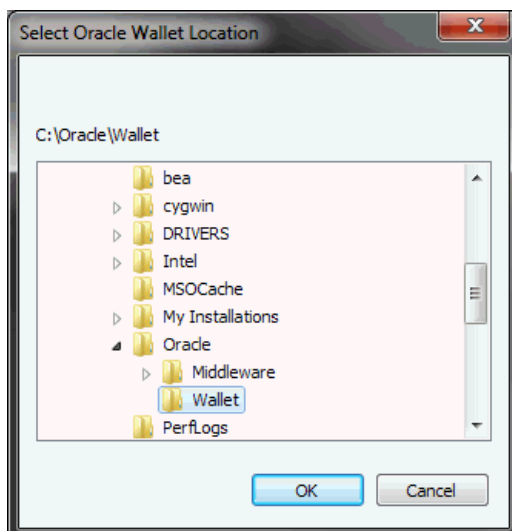 Select Oracle Wallet Location
C:\Oracle\Wallet
bea
cygwin
DRIVERS
Intel
MSOCache
My Installations
Oracle
Middleware
Wallet
PerfLogs
OK Cancel